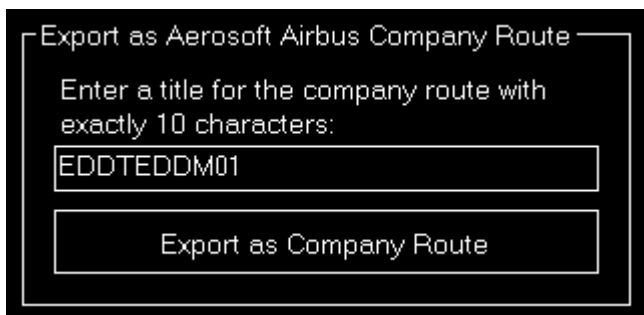 Export as Aerosoft Airbus Company Route
Enter a title for the company route with
exactly 10 characters:
EDDTEDDM01
Export as Company Route